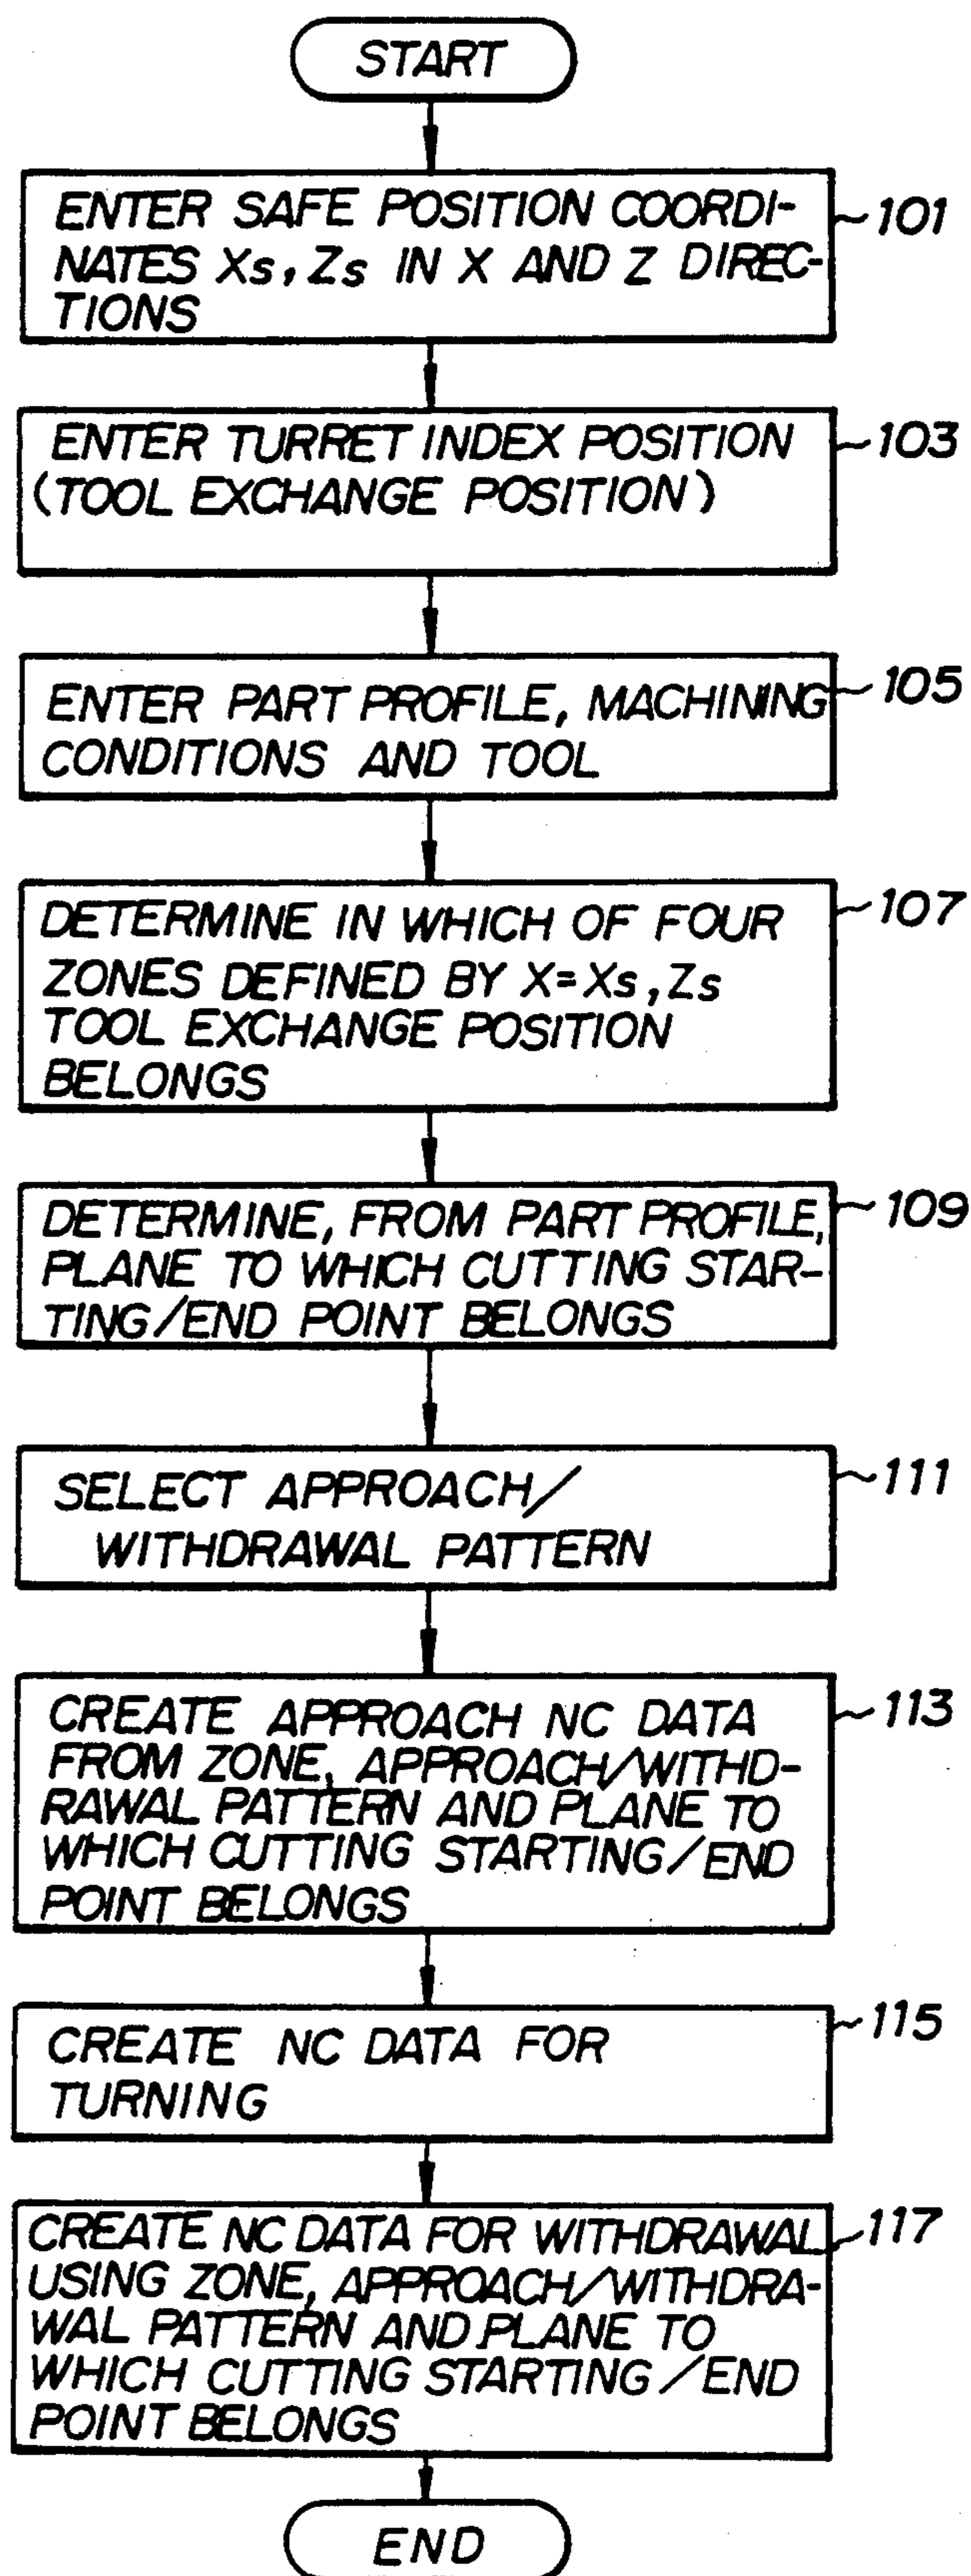 START
ENTER SAFE POSITION COORDI-
NATES Xs, Zs IN X AND Z DIREC-
TIONS
101
ENTER TURRET INDEX POSITION
(TOOL EXCHANGE POSITION)
103
ENTER PART PROFILE, MACHINING
CONDITIONS AND TOOL
105
DETERMINE IN WHICH OF FOUR
ZONES DEFINED BY X=Xs, Zs
TOOL EXCHANGE POSITION
BELONGS
107
DETERMINE, FROM PART PROFILE,
PLANE TO WHICH CUTTING STAR-
TING/END POINT BELONGS
109
SELECT APPROACH/
WITHDRAWAL PATTERN
111
CREATE APPROACH NC DATA
FROM ZONE, APPROACH/WITHD-
RAWAL PATTERN AND PLANE TO
WHICH CUTTING STARTING/END
POINT BELONGS
113
CREATE NC DATA FOR
TURNING
115
CREATE NC DATA FOR WITHDRAWAL
USING ZONE, APPROACH/WITHDRA-
WAL PATTERN AND PLANE TO
WHICH CUTTING STARTING/END
POINT BELONGS
117
END